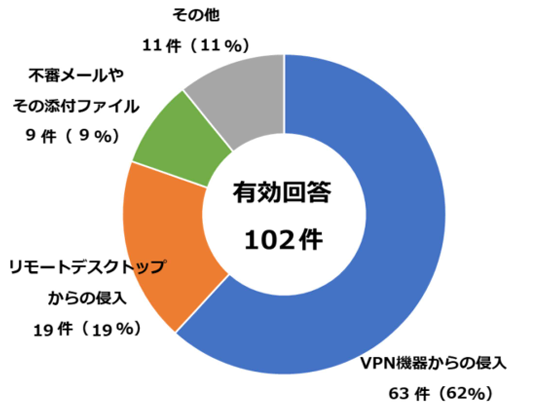 その他
11 件（11 %）
不審メールや
その添付ファイル
9 件（ 9 %）
有効回答
102 件
リモートデスクトップ
からの侵入
19 件（19 %）
VPN機器からの侵入
63 件（62%）